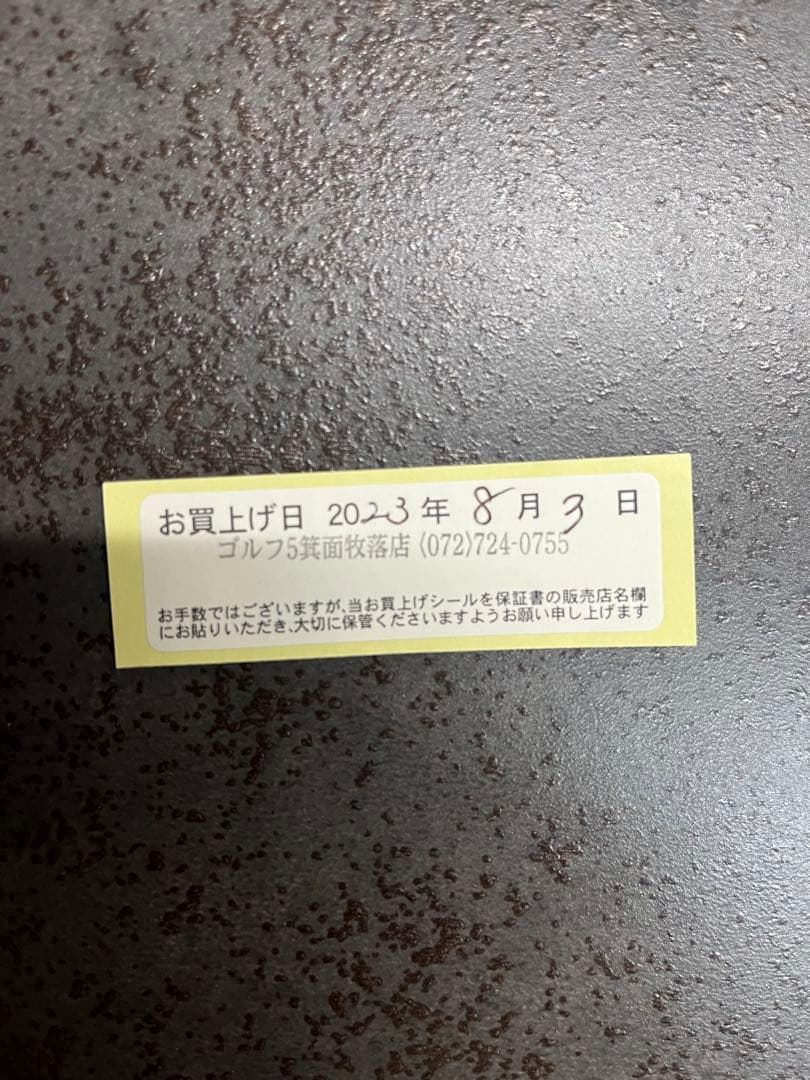 お買上げ日 2023年 8月 3日
ゴルフ5箕面牧落店 (072)724-0755
お手数ではございますが、当お買上げシールを保証書の販売店名欄
にお貼りいただき、大切に保管くださいますようお願い申し上げます